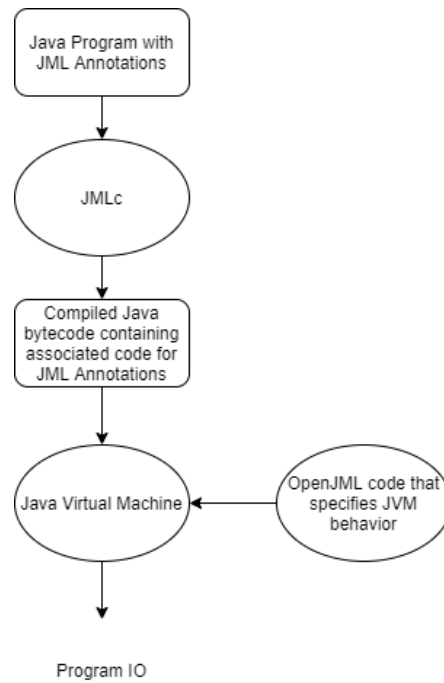 Java Program with
JML Annotations
JMLc
Compiled Java
bytecode containing
associated code for
JML Annotations
Java Virtual Machine
OpenJML code that
specifies JVM
behavior
Program IO